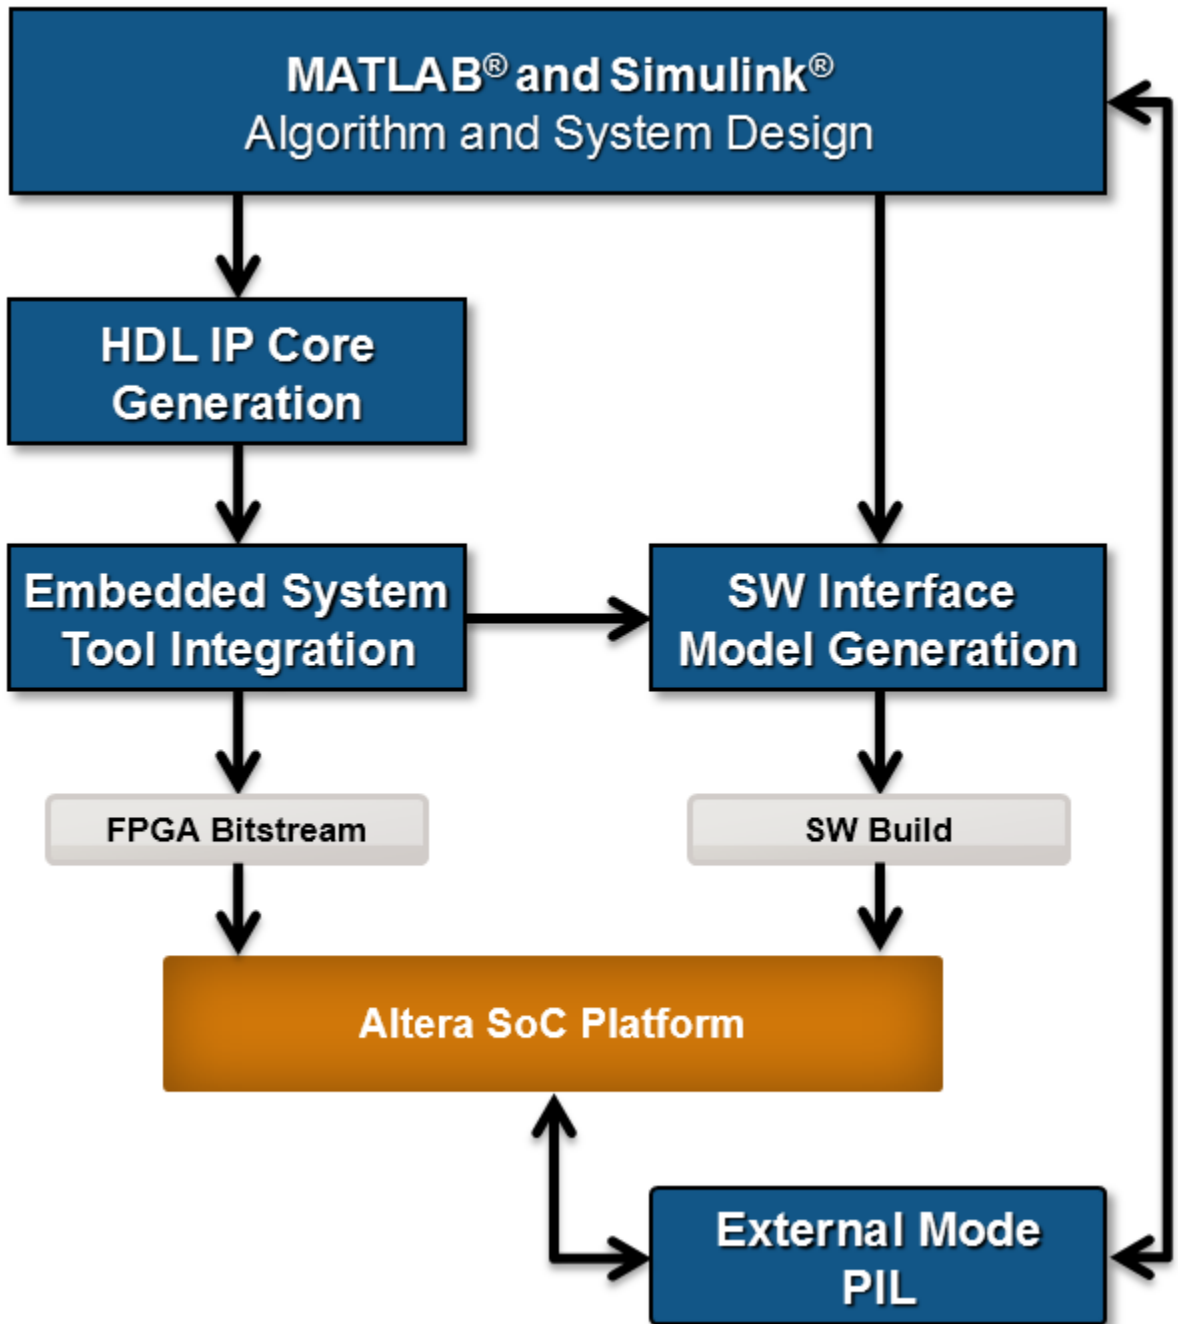 MATLAB® and Simulink®
Algorithm and System Design
HDL IP Core
Generation
Embedded System
Tool Integration
SW Interface
Model Generation
FPGA Bitstream
SW Build
Altera SoC Platform
External Mode
PIL